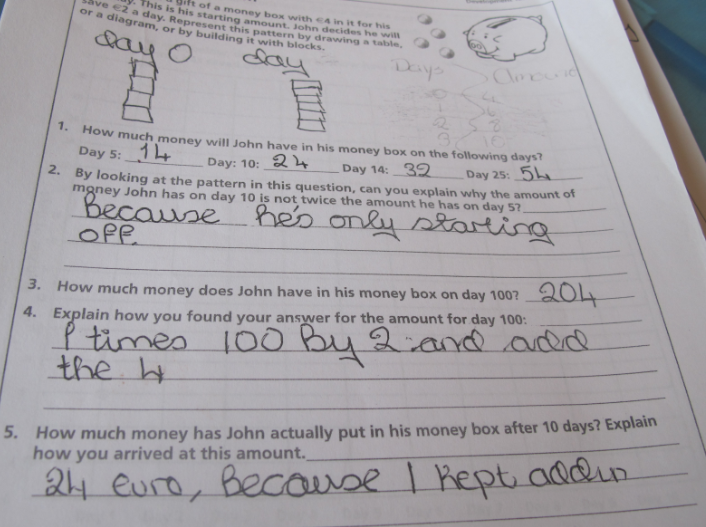 gift of a money box with €4 in it for his
This is his starting amount. John decides he will
save €2 a day. Represent this pattern by drawing a table,
or a diagram, or by building it with blocks.
day 0 day
Days Amount
1. How much money will John have in his money box on the following days?
Day 5: 14 Day: 10: 24 Day 14: 32 Day 25: 54
2. By looking at the pattern in this question, can you explain why the amount of
money John has on day 10 is not twice the amount he has on day 5?
Because he's only starting
off.
3. How much money does John have in his money box on day 100? 204
4. Explain how you found your answer for the amount for day 100:
I times 100 By 2 and add
the 4
5. How much money has John actually put in his money box after 10 days? Explain
how you arrived at this amount.
24 euro, Because I kept addin